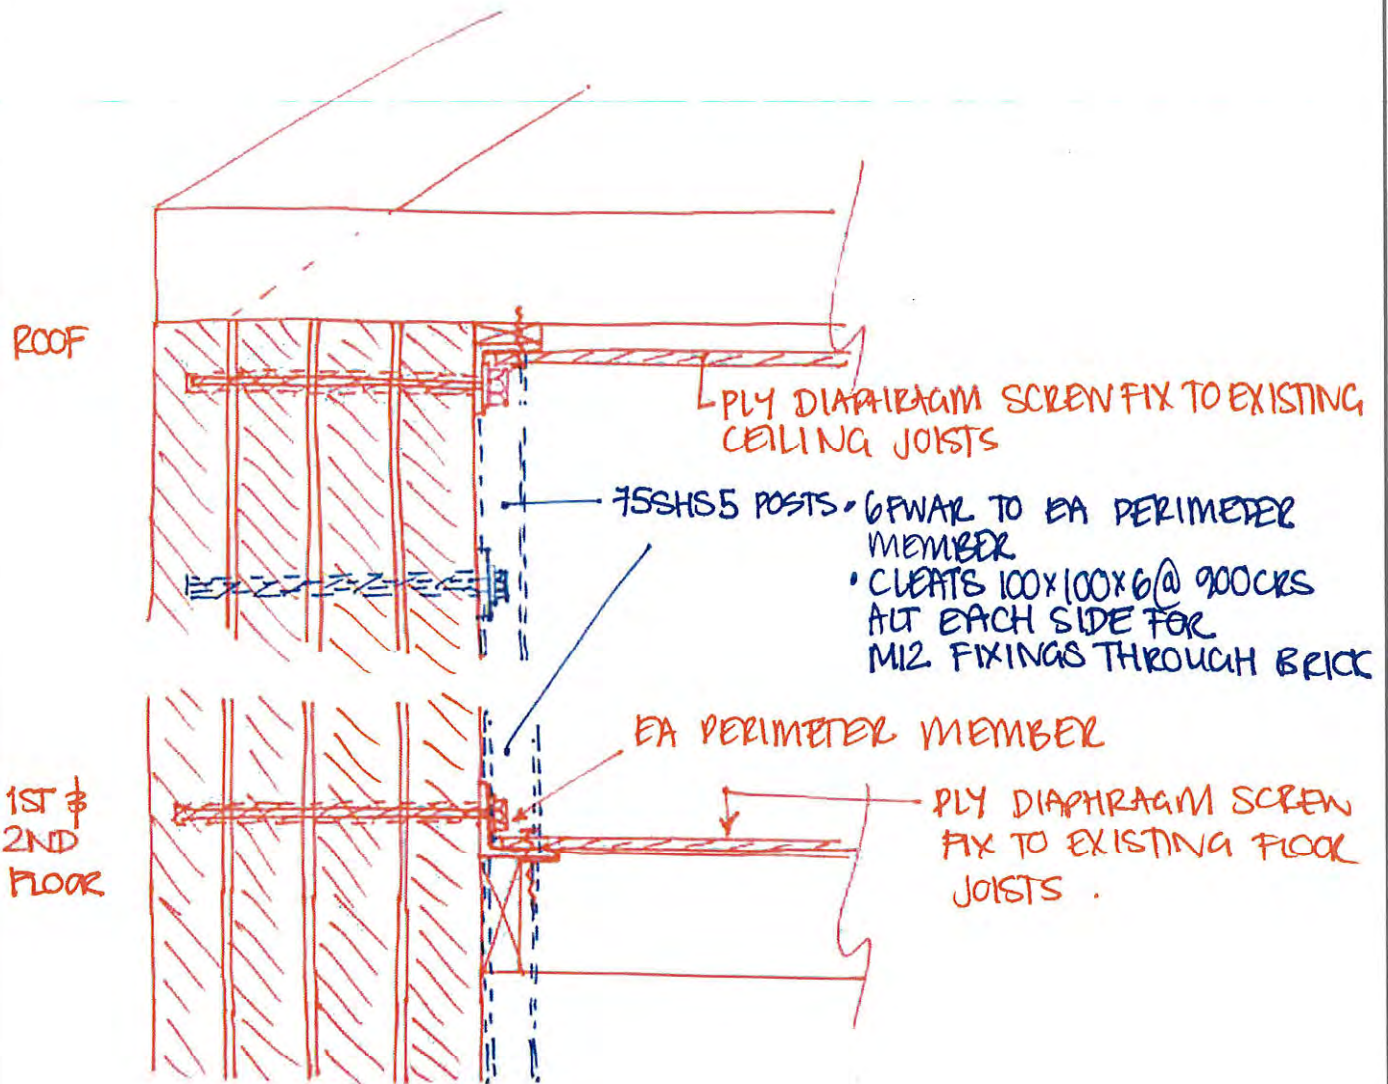 ROOF
PLY DIAPHRAGM SCREW FIX TO EXISTING
CEILING JOISTS
75SHS5 POSTS • 6FWAR TO EA PERIMETER
MEMBER
• CLEATS 100x100x6@ 900CRS
ALT EACH SIDE FOR
M12 FIXINGS THROUGH BRICK
EA PERIMETER MEMBER
1ST &
2ND
FLOOR
PLY DIAPHRAGM SCREW
FIX TO EXISTING FLOOR
JOISTS .